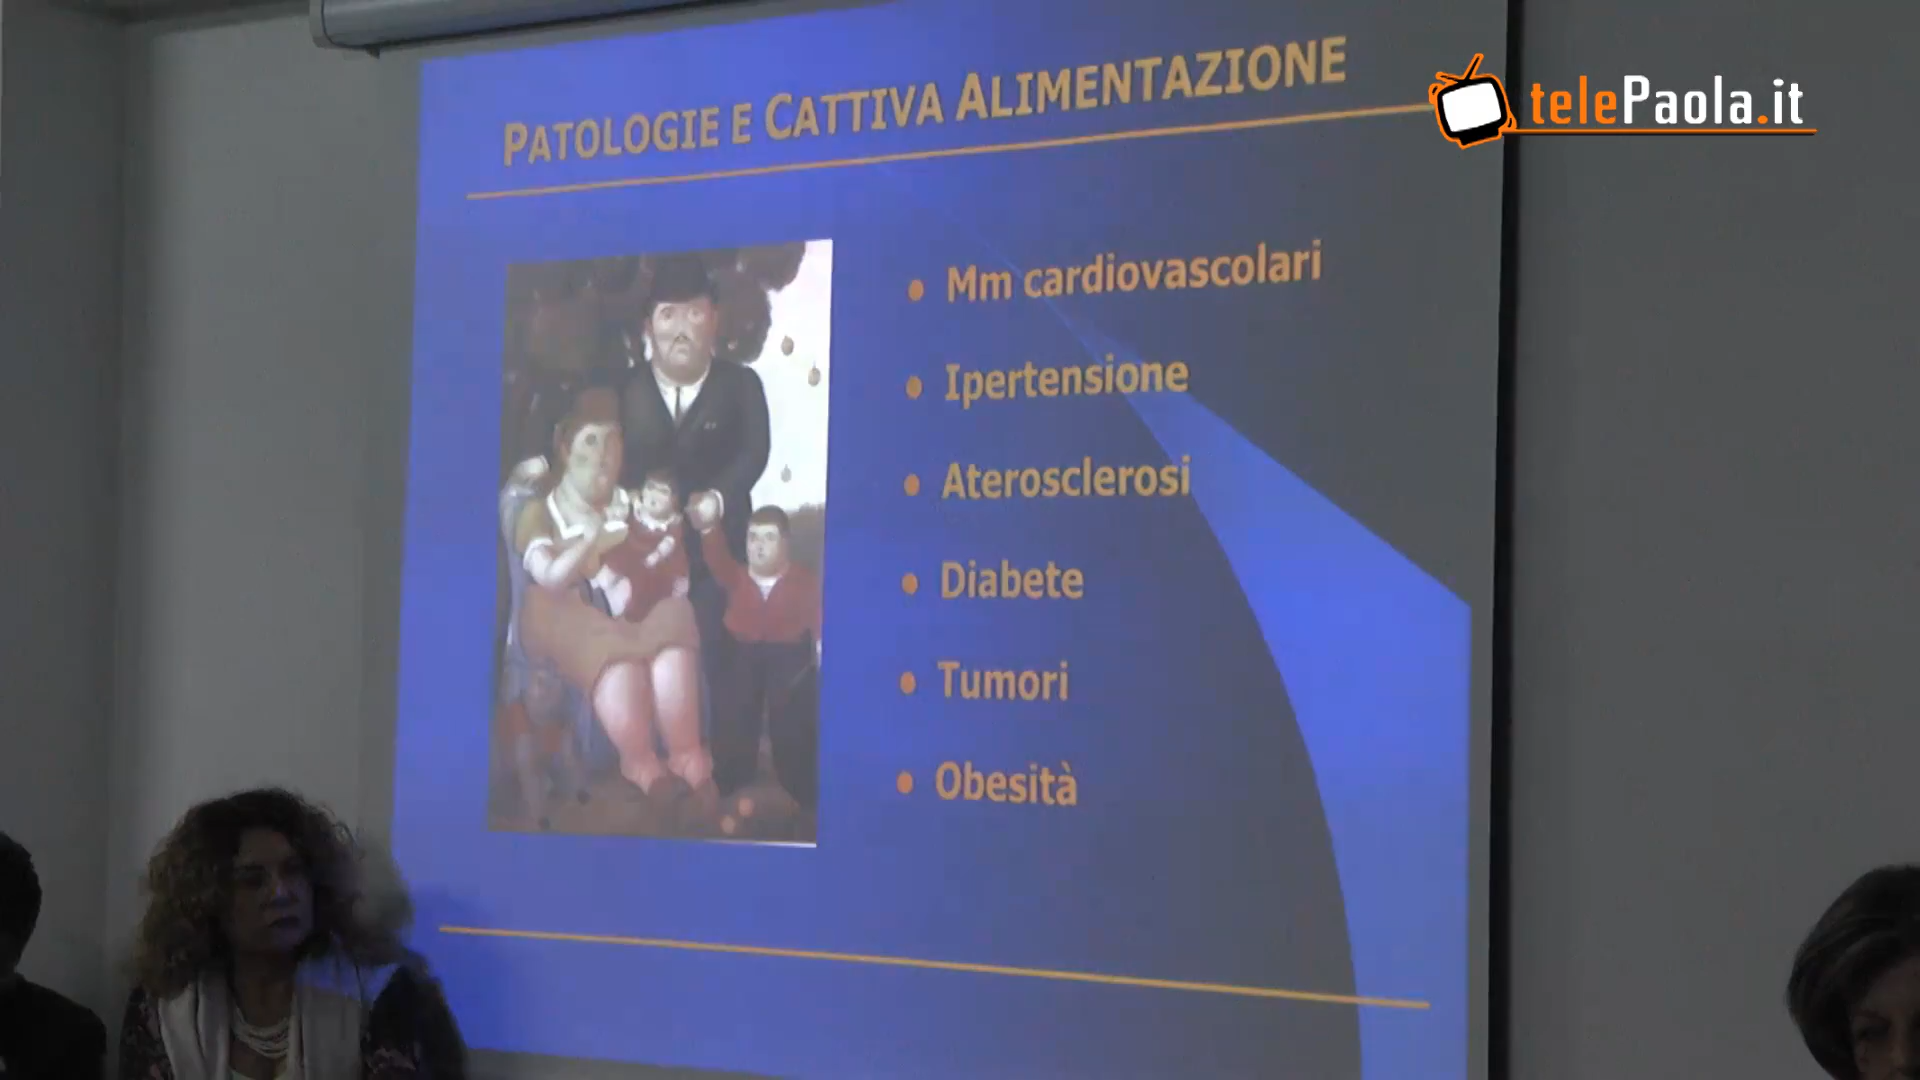 PATOLOGIE E CATTIVA ALIMENTAZIONE
telePaola.it
• Mm cardiovascolari
• Ipertensione
• Aterosclerosi
• Diabete
• Tumori
• Obesità